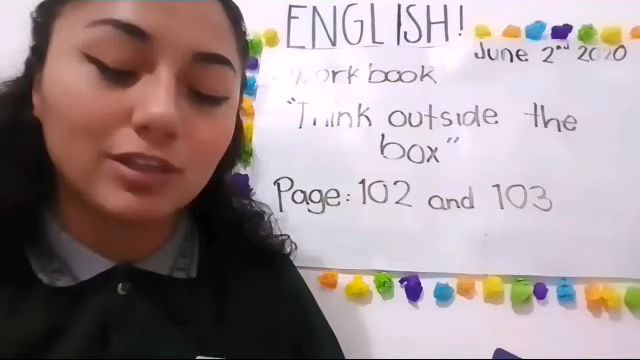 ENGLISH!
June 2nd 2020
Workbook
"Think outside the
box"
Page: 102 and 103